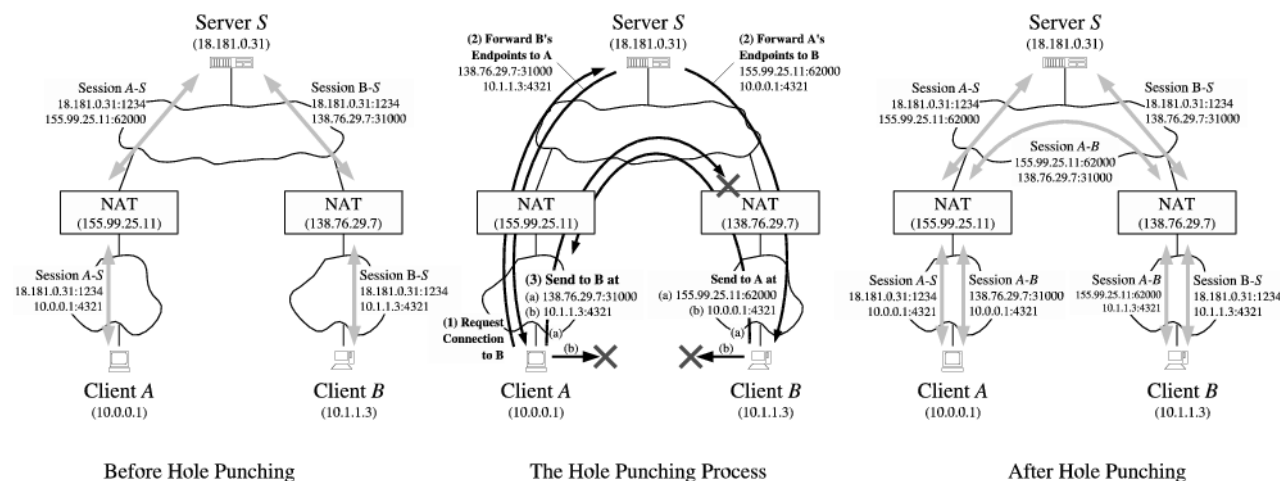 Server S
(18.181.0.31)
Session A-S
18.181.0.31:1234
155.99.25.11:62000
Session B-S
18.181.0.31:1234
138.76.29.7:31000
NAT
(155.99.25.11)
NAT
(138.76.29.7)
Session A-S
18.181.0.31:1234
10.0.0.1:4321
Session B-S
18.181.0.31:1234
10.1.1.3:4321
Client A
(10.0.0.1)
Client B
(10.1.1.3)
Before Hole Punching
Server S
(18.181.0.31)
(2) Forward B's
Endpoints to A
138.76.29.7:31000
10.1.1.3:4321
(2) Forward A's
Endpoints to B
155.99.25.11:62000
10.0.0.1:4321
NAT
(155.99.25.11)
NAT
(138.76.29.7)
(3) Send to B at
(a) 138.76.29.7:31000
(b) 10.1.1.3:4321
Send to A at
(a) 155.99.25.11:62000
(b) 10.0.0.1:4321
(1) Request
Connection
to B
(a)
(b)
(a)
(b)
Client A
(10.0.0.1)
Client B
(10.1.1.3)
The Hole Punching Process
Server S
(18.181.0.31)
Session A-S
18.181.0.31:1234
155.99.25.11:62000
Session B-S
18.181.0.31:1234
138.76.29.7:31000
Session A-B
155.99.25.11:62000
138.76.29.7:31000
NAT
(155.99.25.11)
NAT
(138.76.29.7)
Session A-S
18.181.0.31:1234
10.0.0.1:4321
Session A-B
138.76.29.7:31000
10.0.0.1:4321
Session A-B
155.99.25.11:62000
10.1.1.3:4321
Session B-S
18.181.0.31:1234
10.1.1.3:4321
Client A
(10.0.0.1)
Client B
(10.1.1.3)
After Hole Punching